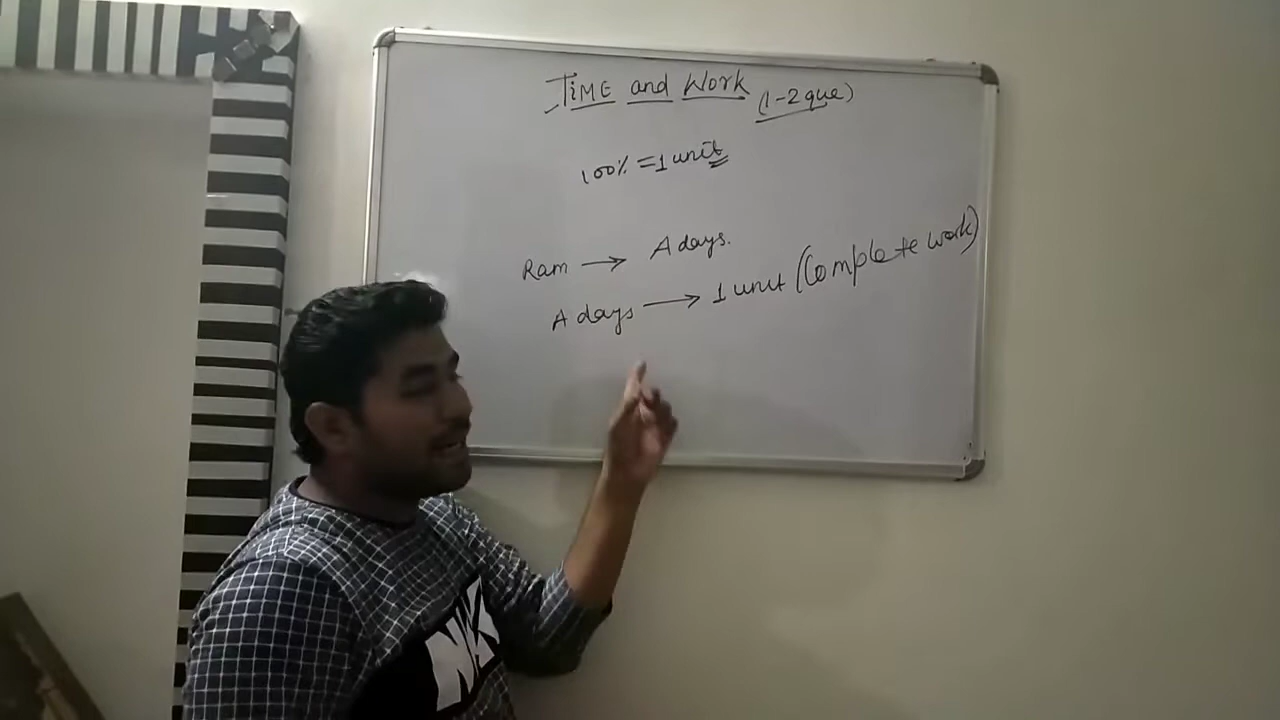 TiME and Work (1-2 que)
100% = 1 unit
Ram → A days.
A days → 1 unit (Complete work)